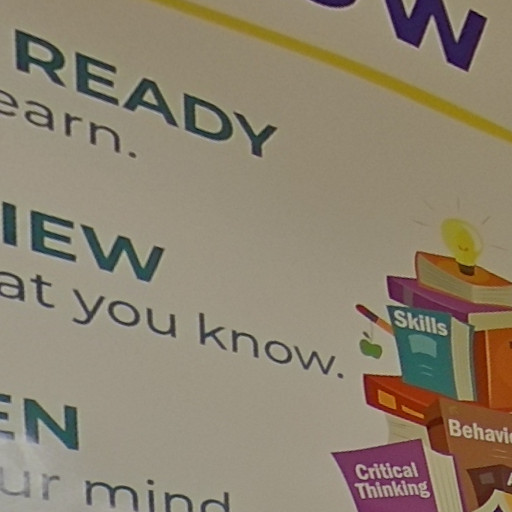 OW
READY
earn.
IEW
at you know.
EN
ur mind
Skills
Behavi
Critical
Thinking